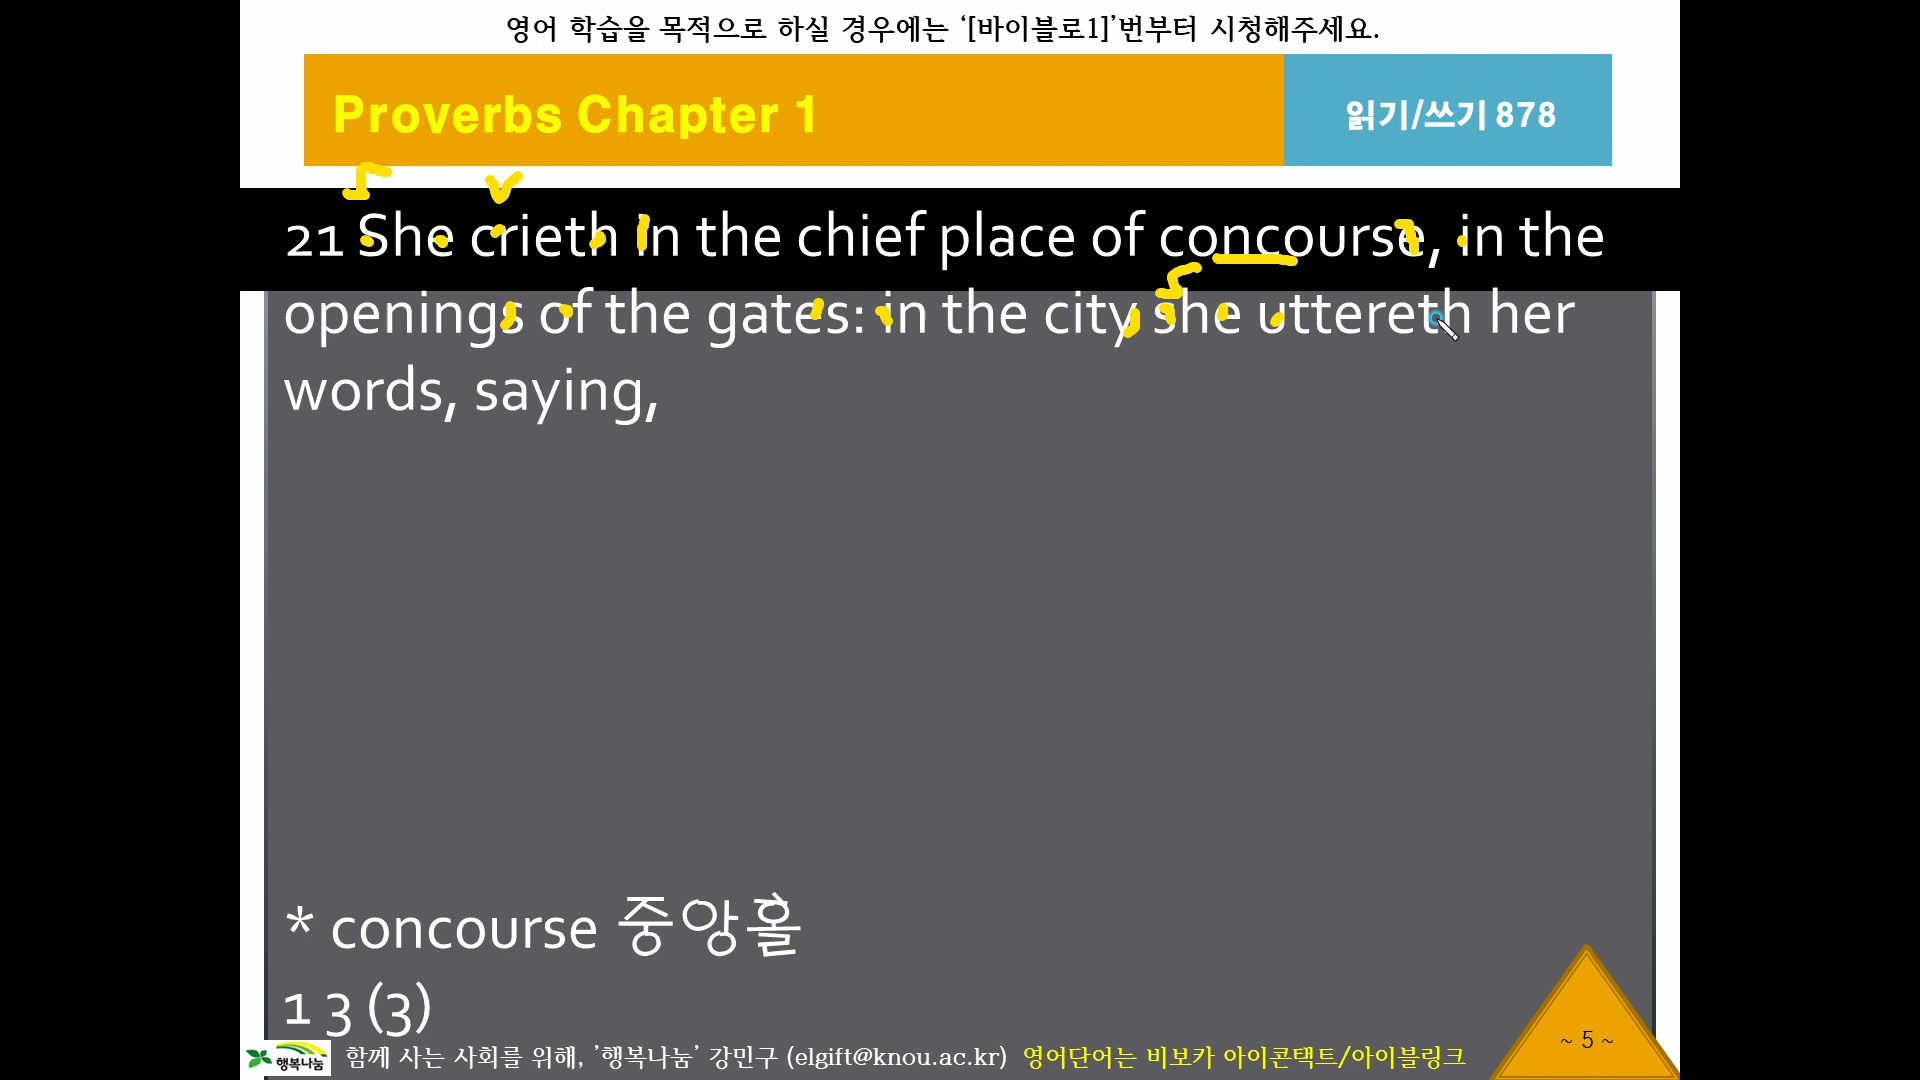 영어 학습을 목적으로 하실 경우에는 ‘[바이블로1]’번부터 시청해주세요.
Proverbs Chapter 1
읽기/쓰기 878
21 She crieth in the chief place of concourse, in the
openings of the gates: in the city she uttereth her
words, saying,
* concourse 중앙홀
1 3 (3)
행복나눔 함께 사는 사회를 위해, ’행복나눔’ 강민구 (elgift@knou.ac.kr) 영어단어는 비보카 아이콘택트/아이블링크
~ 5 ~